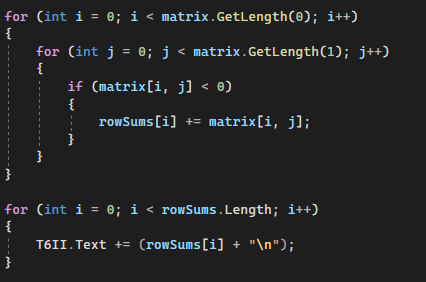 for (int i = 0; i < matrix.GetLength(0); i++)
{
    for (int j = 0; j < matrix.GetLength(1); j++)
    {
        if (matrix[i, j] < 0)
        {
            rowSums[i] += matrix[i, j];
        }
    }
}

for (int i = 0; i < rowSums.Length; i++)
{
    T6II.Text += (rowSums[i] + "\n");
}